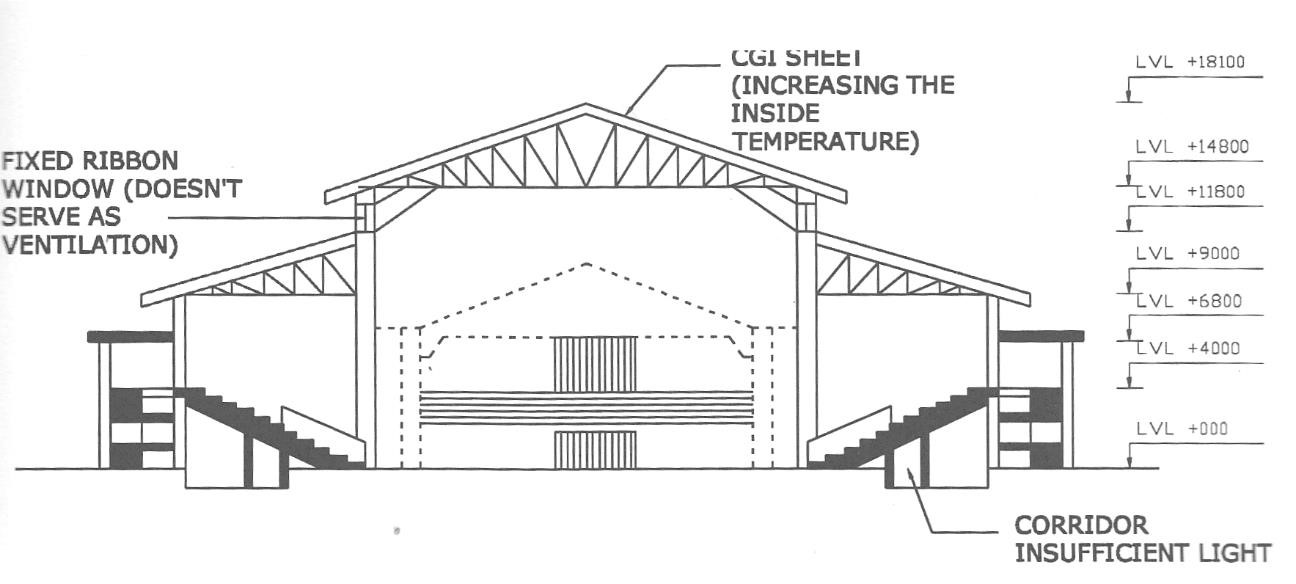 CGI SHEET
(INCREASING THE
INSIDE
TEMPERATURE)
FIXED RIBBON
WINDOW (DOESN'T
SERVE AS
VENTILATION)
LVL +18100
LVL +14800
LVL +11800
LVL +9000
LVL +6800
LVL +4000
LVL +000
CORRIDOR
INSUFFICIENT LIGHT